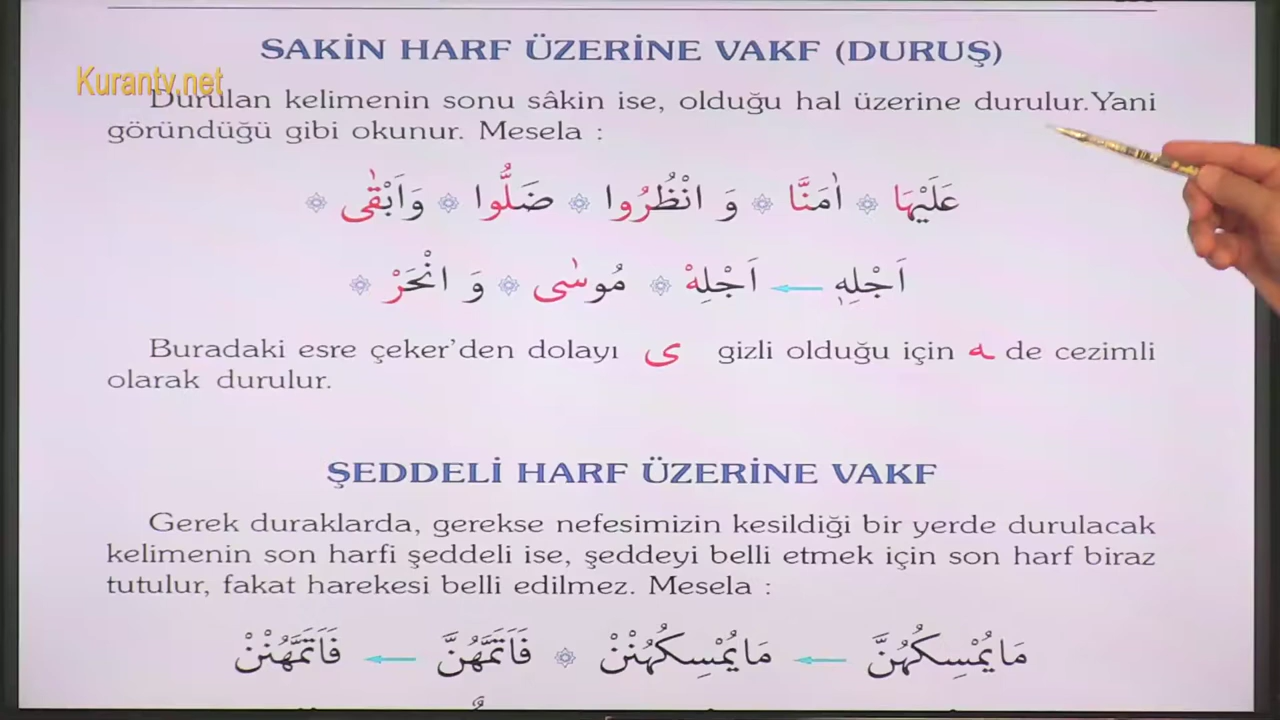 SAKİN HARF ÜZERİNE VAKF (DURUŞ)
Kurantv.net
Durulan kelimenin sonu sâkin ise, olduğu hal üzerine durulur. Yani
göründüğü gibi okunur. Mesela :
عَلَيْهَا ۞ اٰمَنَّا ۞ وَ انْظُرُوا ۞ ضَلُّوا ۞ وَاَبْقٰى ۞
اَجْلِهٖ ← اَجْلِهْ ۞ مُوسٰى ۞ وَ انْحَرْ ۞
Buradaki esre çeker’den dolayı ى gizli olduğu için ه de cezimli
olarak durulur.
ŞEDDELİ HARF ÜZERİNE VAKF
Gerek duraklarda, gerekse nefesimizin kesildiği bir yerde durulacak
kelimenin son harfi şeddeli ise, şeddeyi belli etmek için son harf biraz
tutulur, fakat harekesi belli edilmez. Mesela :
مَايُمْسِكُهُنَّ ← مَايُمْسِكُهُنْنْ ۞ فَاَتَمَّهُنَّ ← فَاَتَمَّهُنْنْ